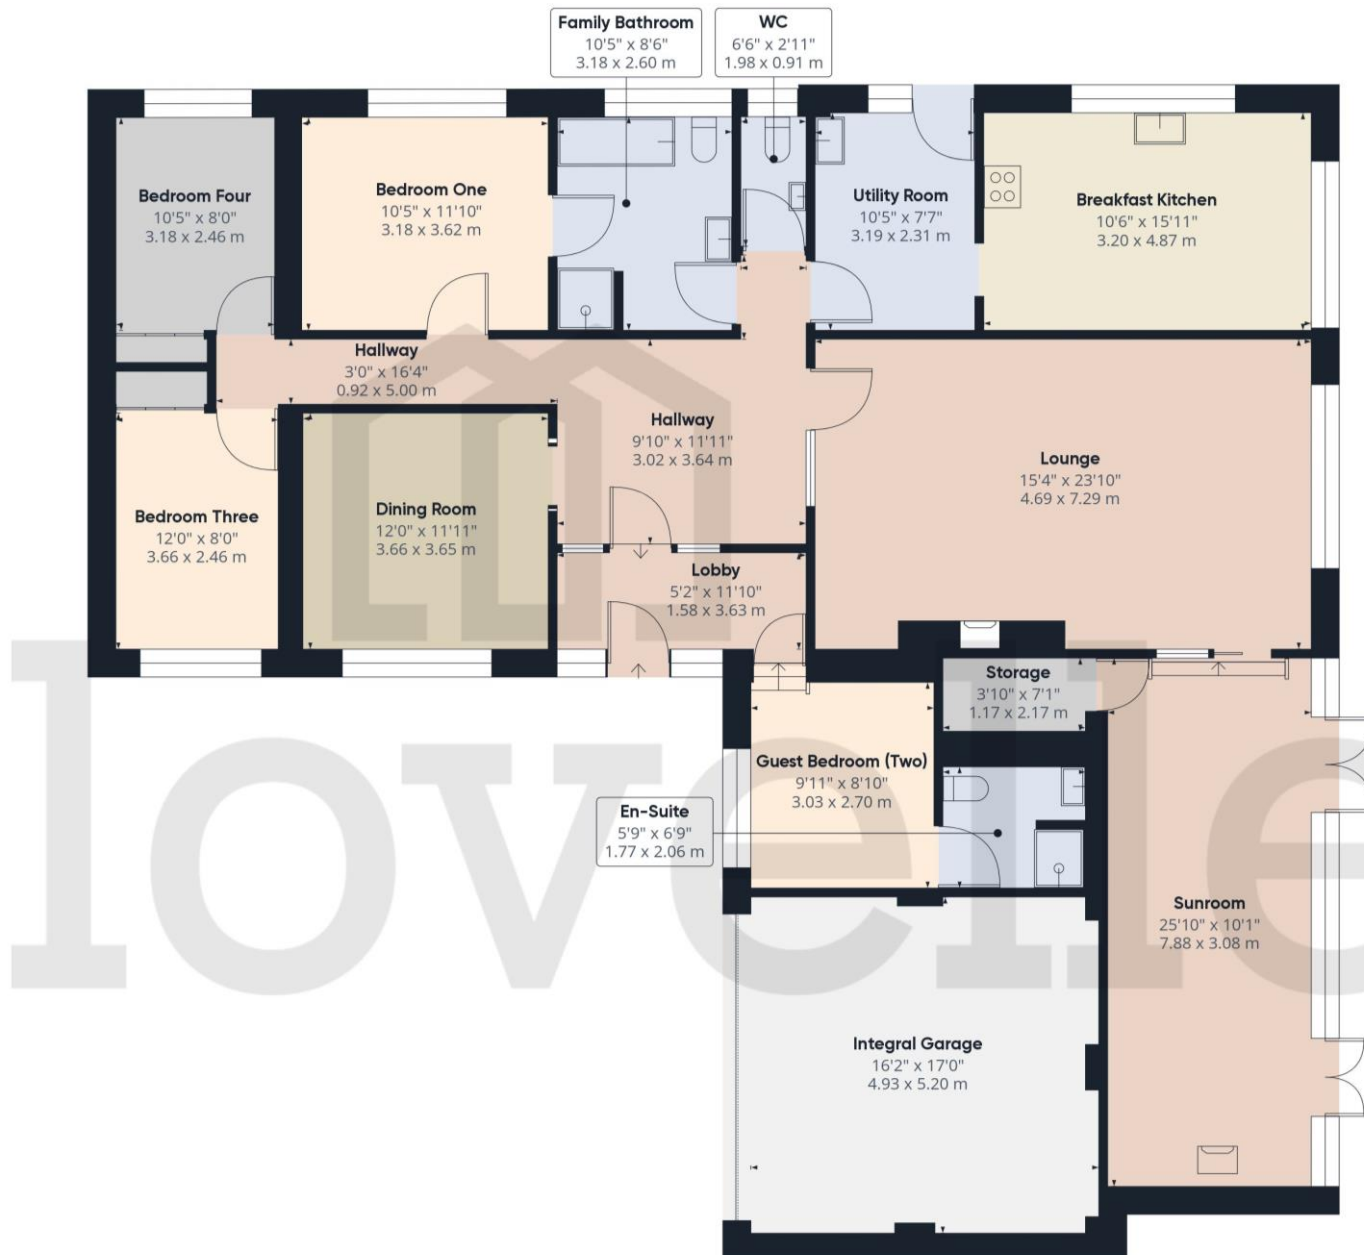 Family Bathroom
10'5" x 8'6"
3.18 x 2.60 m
WC
6'6" x 2'11"
1.98 x 0.91 m
Bedroom Four
10'5" x 8'0"
3.18 x 2.46 m
Bedroom One
10'5" x 11'10"
3.18 x 3.62 m
Utility Room
10'5" x 7'7"
3.19 x 2.31 m
Breakfast Kitchen
10'6" x 15'11"
3.20 x 4.87 m
Hallway
3'0" x 16'4"
0.92 x 5.00 m
Hallway
9'10" x 11'11"
3.02 x 3.64 m
Lounge
15'4" x 23'10"
4.69 x 7.29 m
Bedroom Three
12'0" x 8'0"
3.66 x 2.46 m
Dining Room
12'0" x 11'11"
3.66 x 3.65 m
Lobby
5'2" x 11'10"
1.58 x 3.63 m
Storage
3'10" x 7'1"
1.17 x 2.17 m
Guest Bedroom (Two)
9'11" x 8'10"
3.03 x 2.70 m
En-Suite
5'9" x 6'9"
1.77 x 2.06 m
Sunroom
25'10" x 10'1"
7.88 x 3.08 m
Integral Garage
16'2" x 17'0"
4.93 x 5.20 m
lovelle